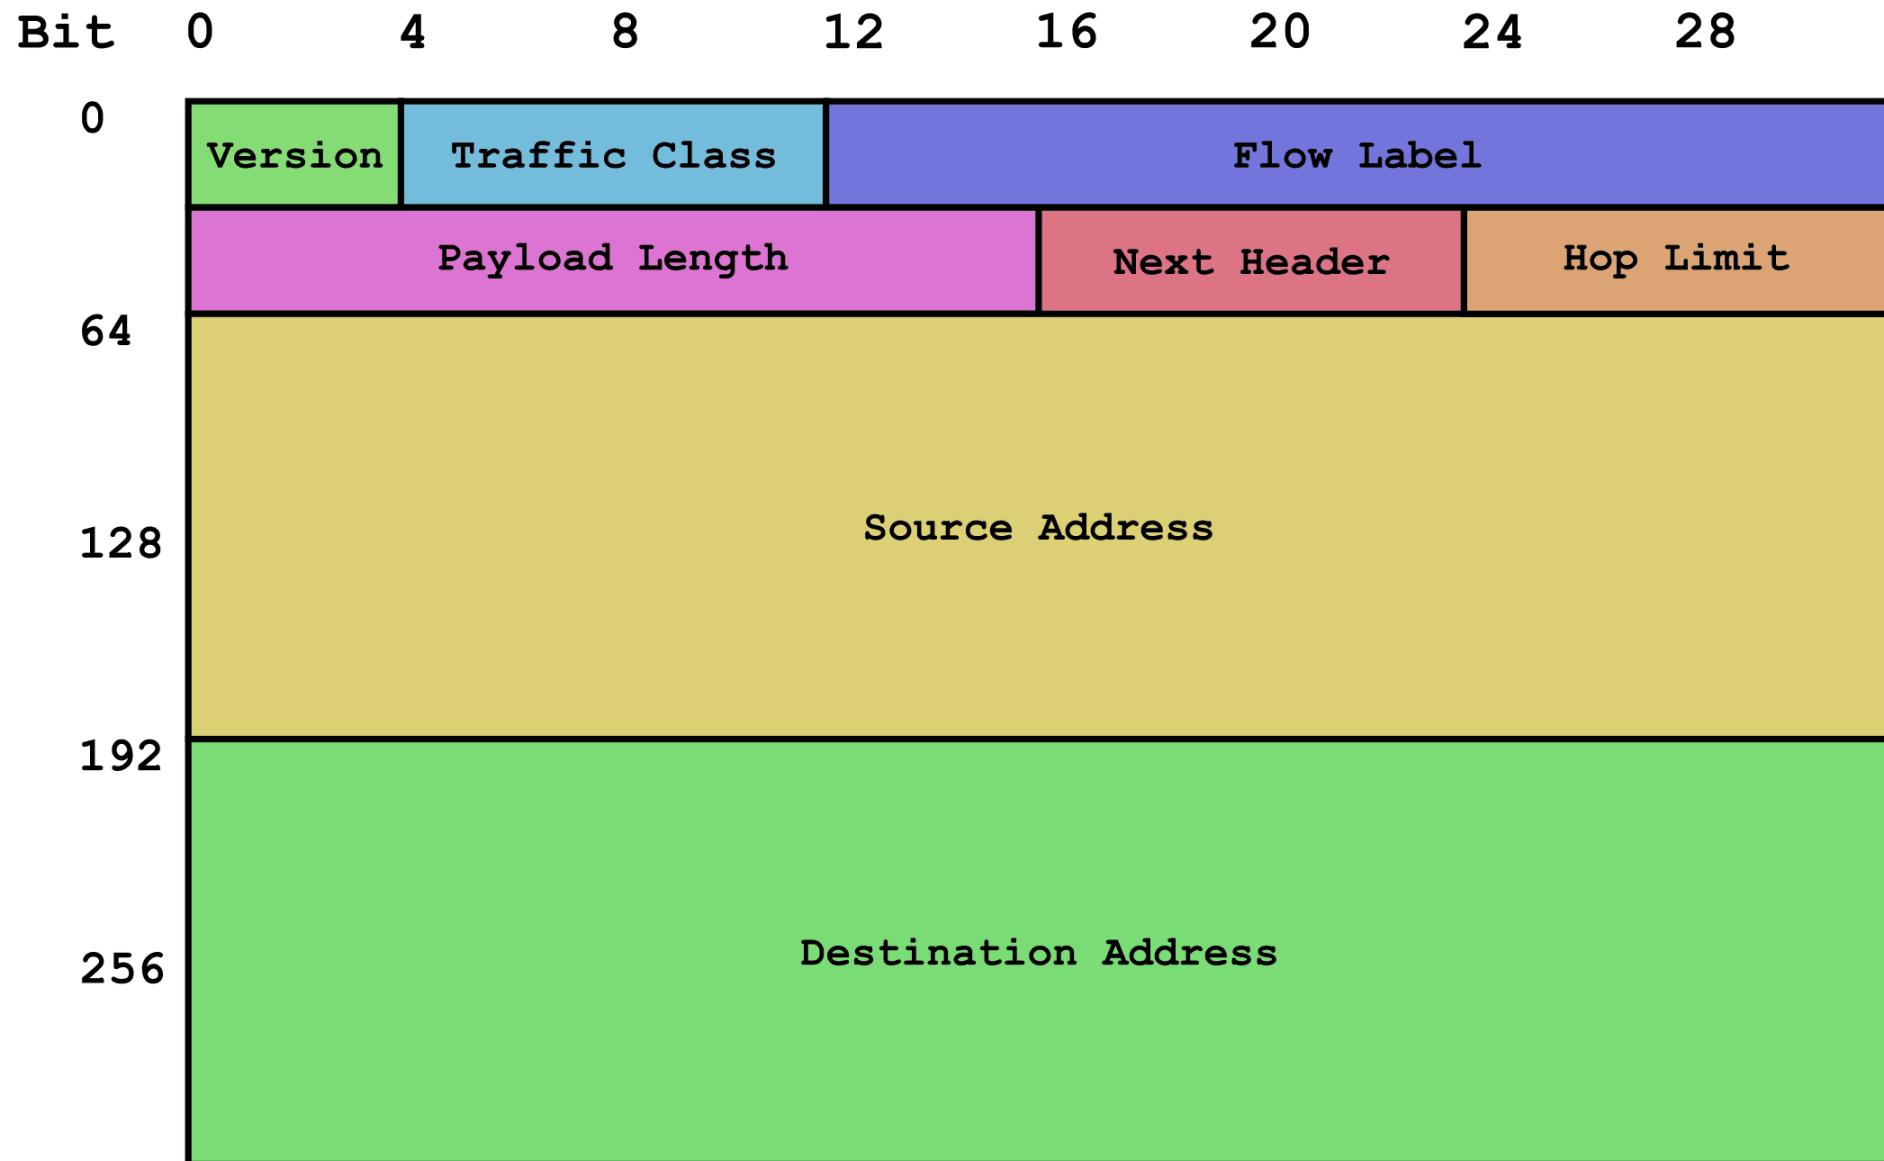 Bit 0 4 8 12 16 20 24 28
0
Version Traffic Class Flow Label
Payload Length Next Header Hop Limit
64
Source Address
128
192
Destination Address
256